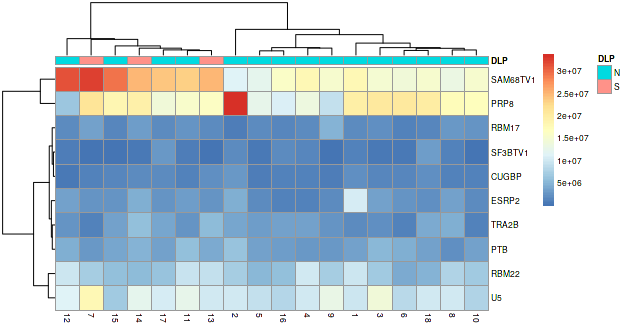 DLP
SAM68TV1
PRP8
RBM17
SF3BTV1
CUGBP
ESRP2
TRA2B
PTB
RBM22
U5
12 7 15 14 17 11 13 2 5 16 4 9 1 3 6 18 8 10
3e+07
2.5e+07
2e+07
1.5e+07
1e+07
5e+06
DLP
N
S